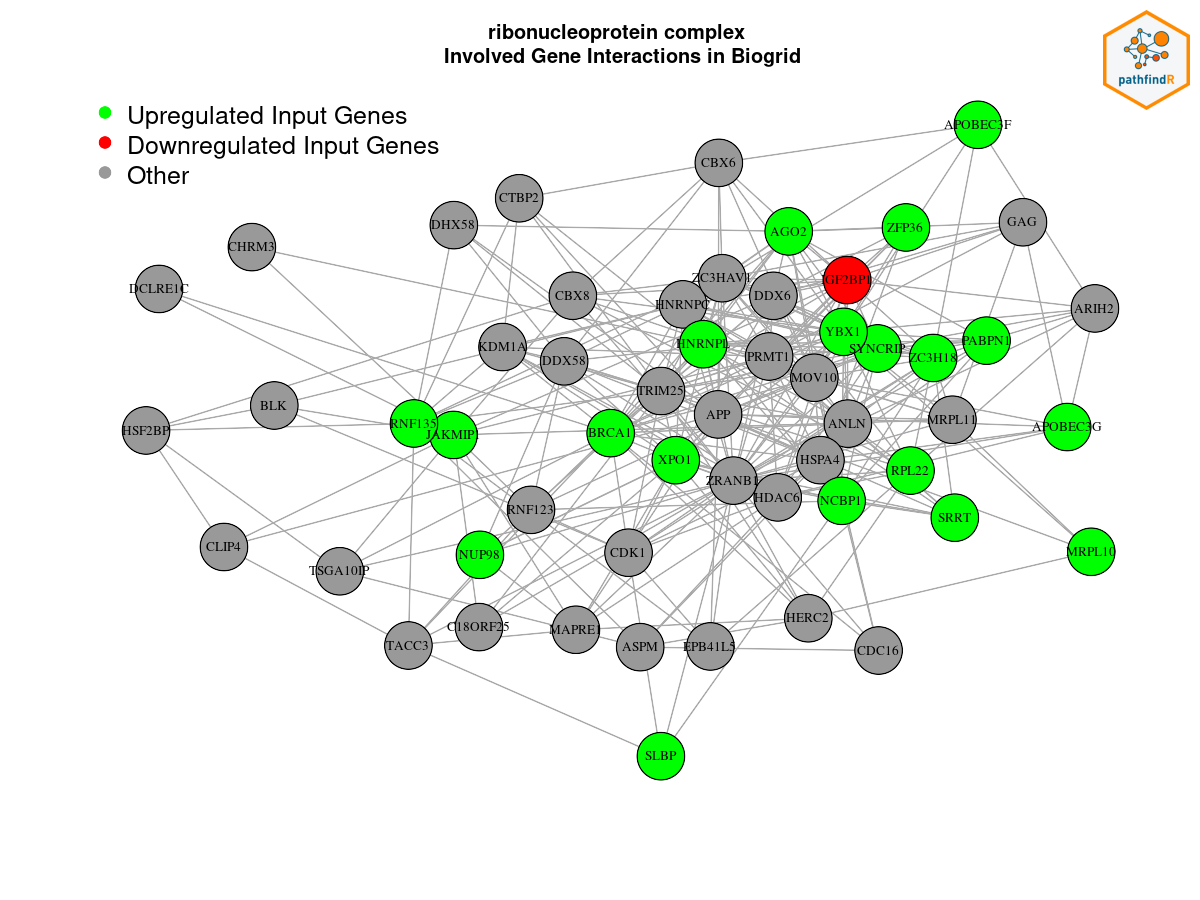 ribonucleoprotein complex
Involved Gene Interactions in Biogrid
pathfindR
Upregulated Input Genes
Downregulated Input Genes
Other
APOBEC3F
CBX6
CTBP2
DHX58
GAG
AGO2
ZFP36
CHRM3
ZC3HAV1
IGF2BP1
DCLRE1C
CBX8
DDX6
HNRNPC
ARIH2
YBX1
HNRNPL
SYNCRIP
PABPN1
KDM1A
DDX58
PRMT1
ZC3H18
MOV10
TRIM25
BLK
APP
HSF2BP
RNF135
JAKMIP1
BRCA1
ANLN
MRPL11
APOBEC3G
XPO1
HSPA4
RPL22
ZRANB1
HDAC6
NCBP1
RNF123
SRRT
CLIP4
NUP98
CDK1
MRPL10
TSGA10IP
C18ORF25
MAPRE1
HERC2
TACC3
ASPM
EPB41L5
CDC16
SLBP